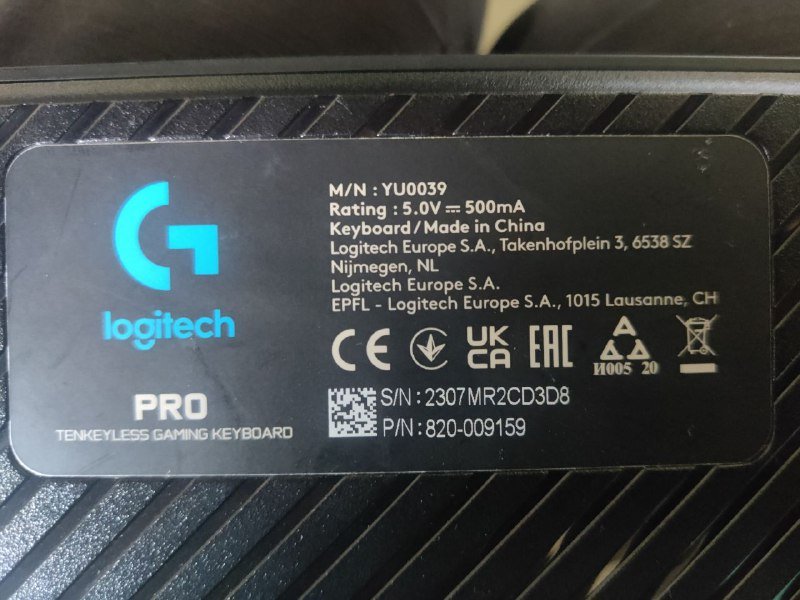 logitech
PRO
TENKEYLESS GAMING KEYBOARD
M/N : YU0039
Rating : 5.0V ⎓ 500mA
Keyboard / Made in China
Logitech Europe S.A., Takenhofplein 3, 6538 SZ
Nijmegen, NL
Logitech Europe S.A.
EPFL - Logitech Europe S.A., 1015 Lausanne, CH
CE UK CA EAC
И005 20
S/N : 2307MR2CD3D8
P/N : 820-009159